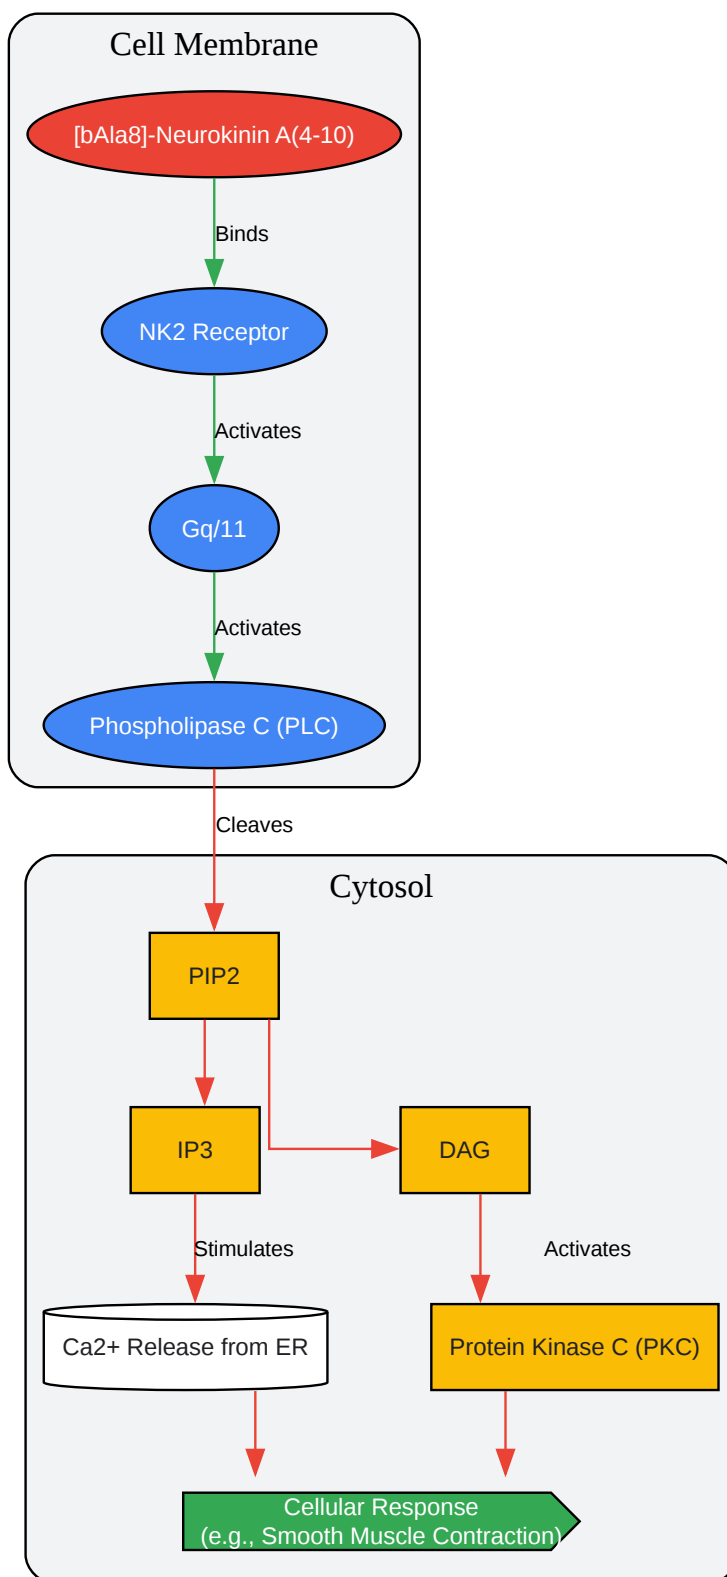 Cell Membrane
[bAla8]-Neurokinin A(4-10)
Binds
NK2 Receptor
Activates
Gq/11
Activates
Phospholipase C (PLC)
Cleaves
Cytosol
PIP2
IP3
DAG
Stimulates
Activates
Ca2+ Release from ER
Protein Kinase C (PKC)
Cellular Response
(e.g., Smooth Muscle Contraction)